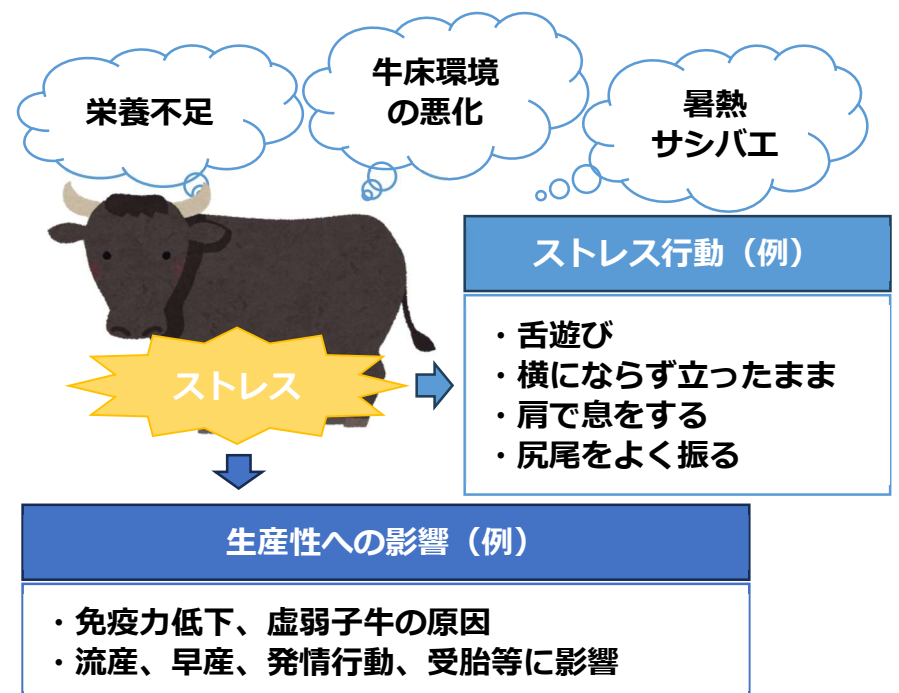 栄養不足
牛床環境
の悪化
暑熱
サシバエ
ストレス
ストレス行動（例）
・舌遊び
・横にならず立ったまま
・肩で息をする
・尻尾をよく振る
生産性への影響（例）
・免疫力低下、虚弱子牛の原因
・流産、早産、発情行動、受胎等に影響